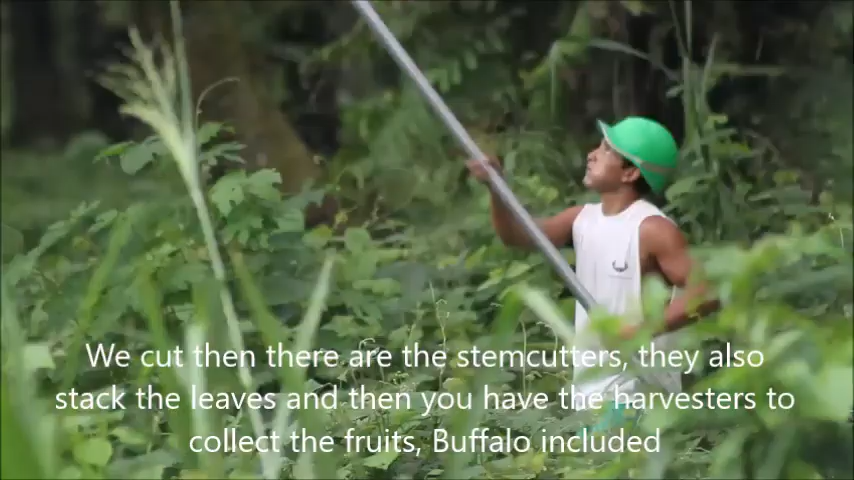 We cut then there are the stemcutters, they also
stack the leaves and then you have the harvesters to
collect the fruits, Buffalo included